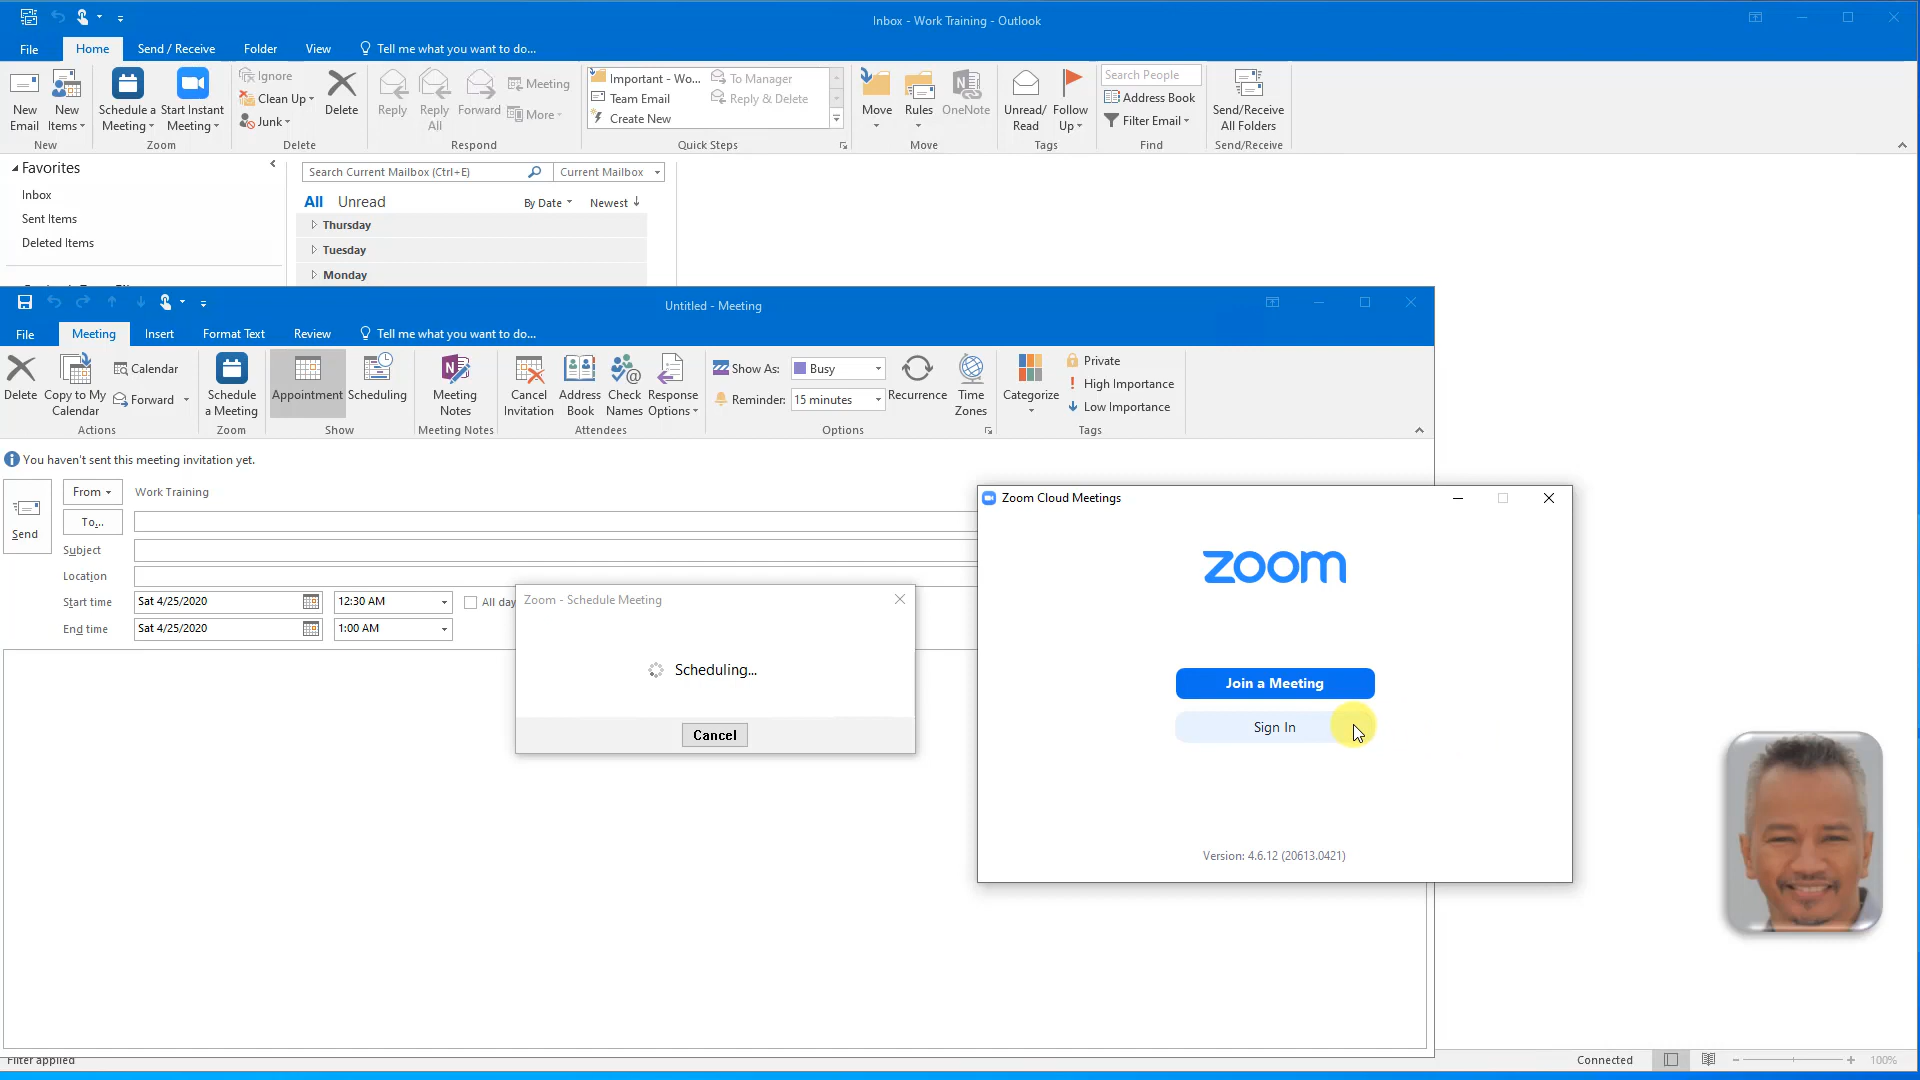 Inbox - Work Training - Outlook
File Home Send / Receive Folder View Tell me what you want to do...
New Email
New Items
Schedule a Meeting
Start Instant Meeting
Ignore
Clean Up
Junk
Delete
Reply
Reply All
Forward
Meeting
More
Important - Wo...
Team Email
Create New
To Manager
Reply & Delete
Move
Rules
OneNote
Unread/ Read
Follow Up
Search People
Address Book
Filter Email
Send/Receive All Folders
New Zoom Delete Respond Quick Steps Move Tags Find Send/Receive
Favorites
Inbox
Sent Items
Deleted Items
Search Current Mailbox (Ctrl+E) Current Mailbox
All Unread By Date Newest
Thursday
Tuesday
Monday
Untitled - Meeting
File Meeting Insert Format Text Review Tell me what you want to do...
Delete
Copy to My Calendar
Calendar
Forward
Schedule a Meeting
Appointment
Scheduling
Meeting Notes
Cancel Invitation
Address Book
Check Names
Response Options
Show As: Busy
Reminder: 15 minutes
Recurrence
Time Zones
Categorize
Private
High Importance
Low Importance
Actions Zoom Show Meeting Notes Attendees Options Tags
You haven't sent this meeting invitation yet.
Send
From Work Training
To...
Subject
Location
Start time Sat 4/25/2020 12:30 AM All day
End time Sat 4/25/2020 1:00 AM
Zoom - Schedule Meeting
Scheduling...
Cancel
Zoom Cloud Meetings
zoom
Join a Meeting
Sign In
Version: 4.6.12 (20613.0421)
Filter applied
Connected 100%